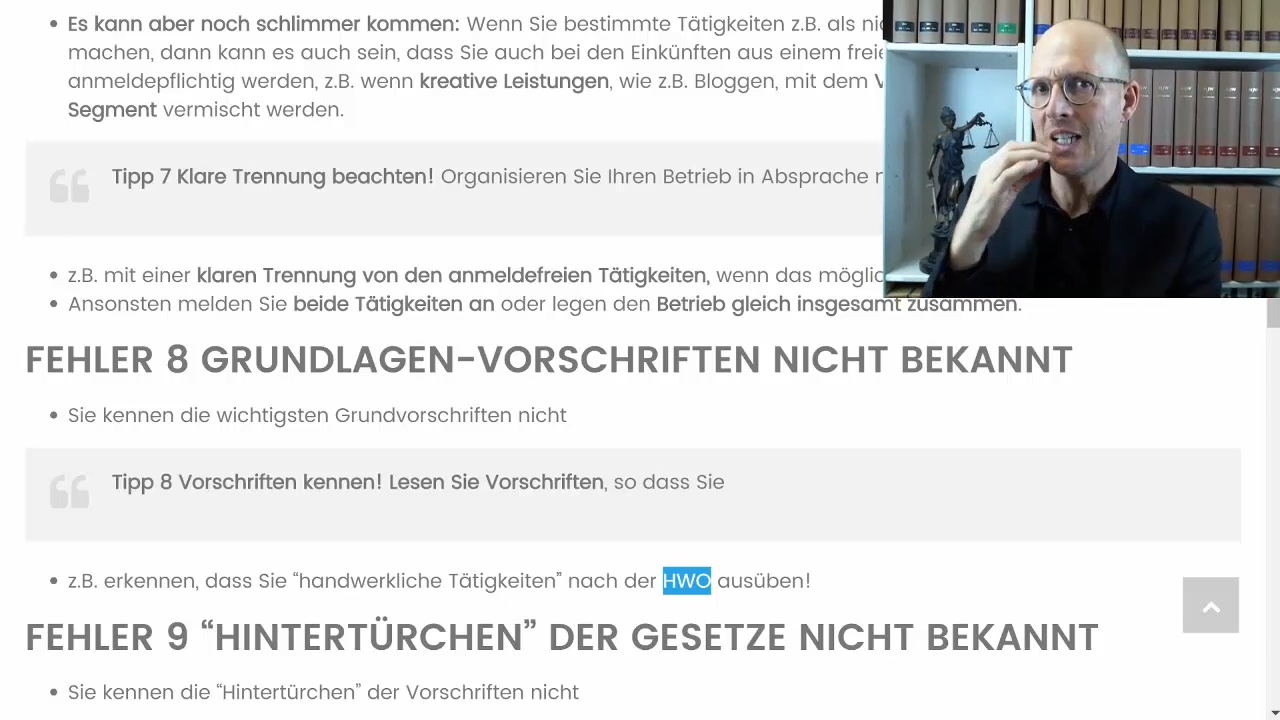 Es kann aber noch schlimmer kommen: Wenn Sie bestimmte Tätigkeiten z.B. als
machen, dann kann es auch sein, dass Sie auch bei den Einkünften aus einem
anmeldepflichtig werden, z.B. wenn kreative Leistungen, wie z.B. Bloggen, mit dem
Segment vermischt werden.
Tipp 7 Klare Trennung beachten! Organisieren Sie Ihren Betrieb in Absprache
z.B. mit einer klaren Trennung von den anmeldefreien Tätigkeiten, wenn das
Ansonsten melden Sie beide Tätigkeiten an oder legen den Betrieb gleich insgesamt zusammen.
FEHLER 8 GRUNDLAGEN-VORSCHRIFTEN NICHT BEKANNT
Sie kennen die wichtigsten Grundvorschriften nicht
Tipp 8 Vorschriften kennen! Lesen Sie Vorschriften, so dass Sie
z.B. erkennen, dass Sie “handwerkliche Tätigkeiten” nach der HWO ausüben!
FEHLER 9 “HINTERTÜRCHEN” DER GESETZE NICHT BEKANNT
Sie kennen die “Hintertürchen” der Vorschriften nicht